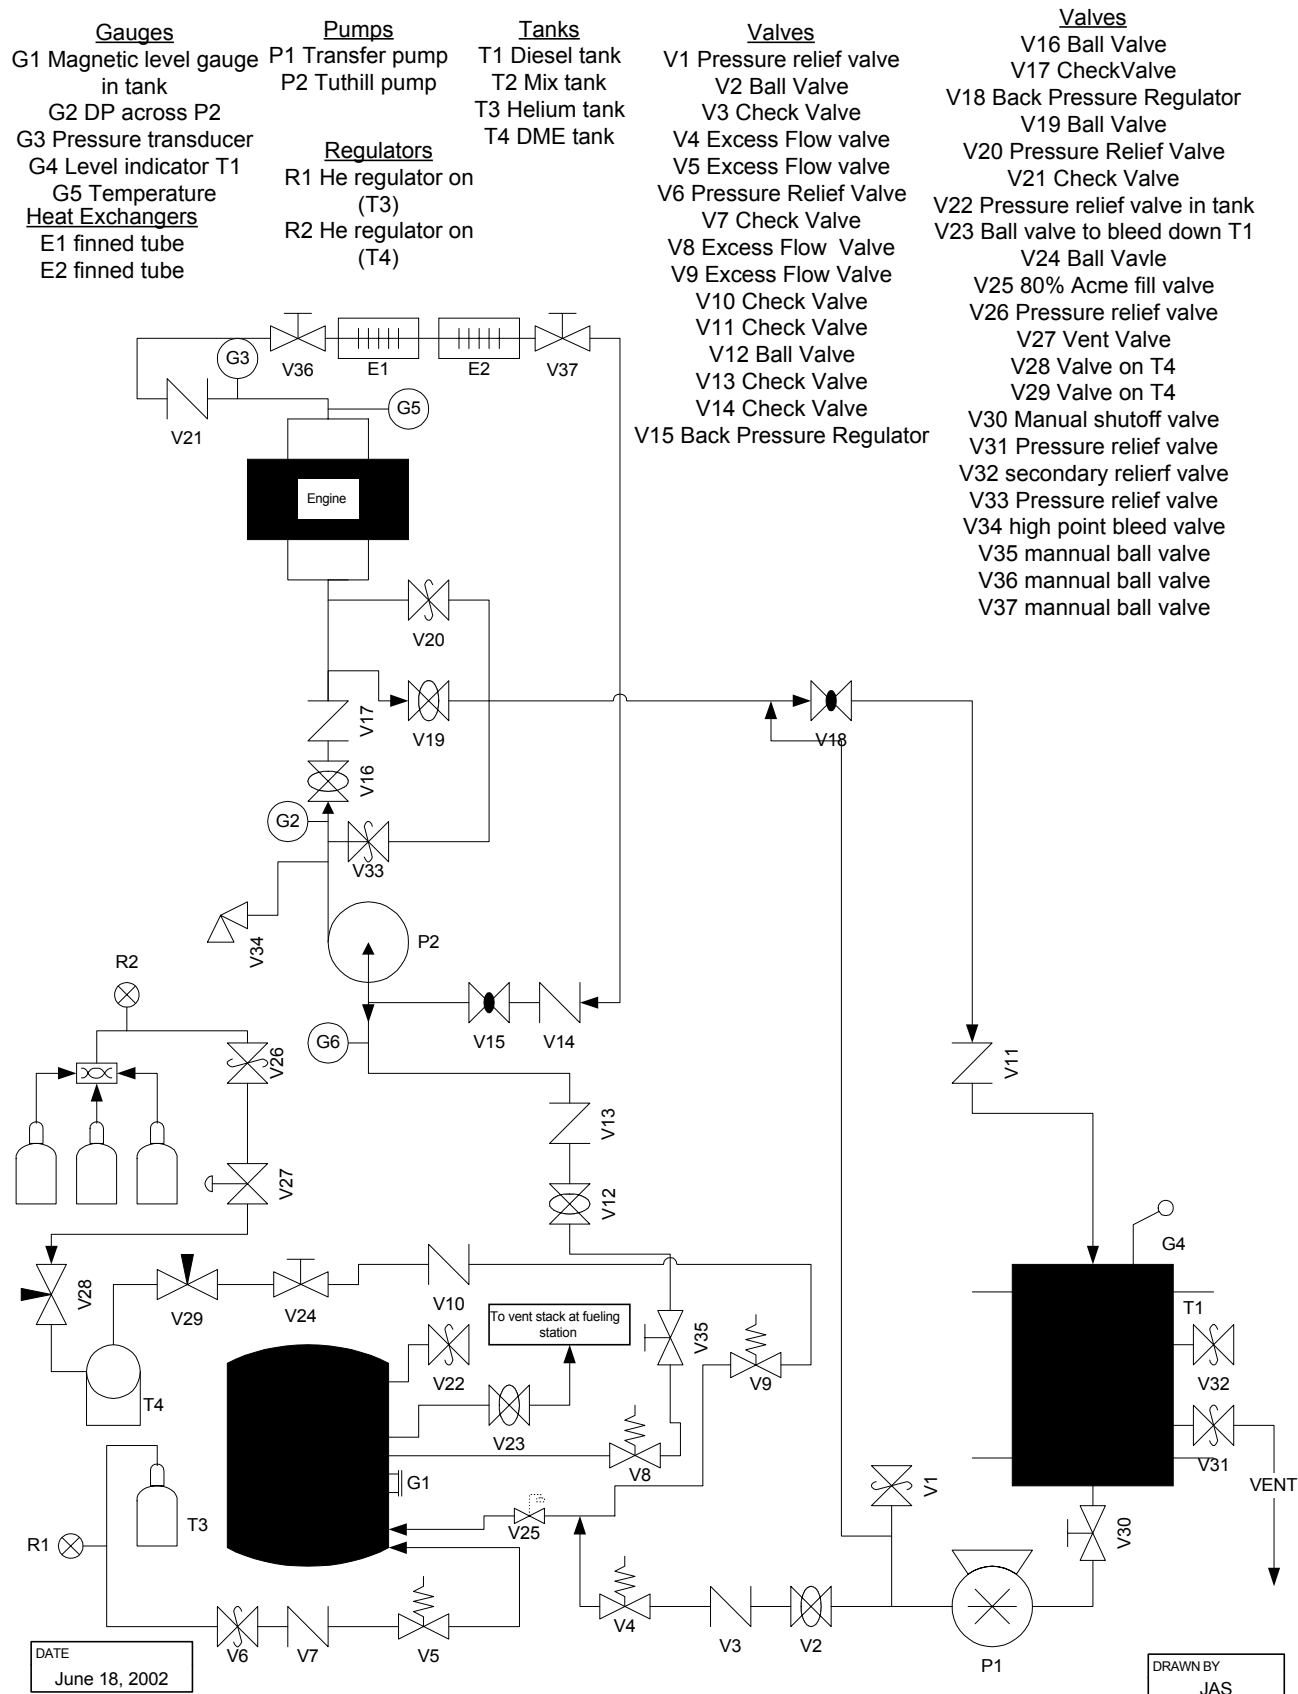 Gauges
G1 Magnetic level gauge
in tank
G2 DP across P2
G3 Pressure transducer
G4 Level indicator T1
G5 Temperature
Heat Exchangers
E1 finned tube
E2 finned tube
Pumps
P1 Transfer pump
P2 Tuthill pump
Regulators
R1 He regulator on
(T3)
R2 He regulator on
(T4)
Tanks
T1 Diesel tank
T2 Mix tank
T3 Helium tank
T4 DME tank
Valves
V1 Pressure relief valve
V2 Ball Valve
V3 Check Valve
V4 Excess Flow valve
V5 Excess Flow valve
V6 Pressure Relief Valve
V7 Check Valve
V8 Excess Flow Valve
V9 Excess Flow Valve
V10 Check Valve
V11 Check Valve
V12 Ball Valve
V13 Check Valve
V14 Check Valve
V15 Back Pressure Regulator
Valves
V16 Ball Valve
V17 CheckValve
V18 Back Pressure Regulator
V19 Ball Valve
V20 Pressure Relief Valve
V21 Check Valve
V22 Pressure relief valve in tank
V23 Ball valve to bleed down T1
V24 Ball Vavle
V25 80% Acme fill valve
V26 Pressure relief valve
V27 Vent Valve
V28 Valve on T4
V29 Valve on T4
V30 Manual shutoff valve
V31 Pressure relief valve
V32 secondary relierf valve
V33 Pressure relief valve
V34 high point bleed valve
V35 mannual ball valve
V36 mannual ball valve
V37 mannual ball valve
G3
V36
E1
E2
V37
G5
V21
Engine
V20
V17
V19
V18
V16
G2
V33
V34
P2
R2
G6
V15
V14
V26
V11
V13
V27
V12
G4
V28
V29
V24
V10
To vent stack at fueling
station
V35
T1
V9
V22
V32
T4
V23
V8
V31
G1
V1
VENT
T3
V25
R1
V30
V6
V7
V5
V4
V3
V2
P1
DATE
June 18, 2002
DRAWN BY
JAS